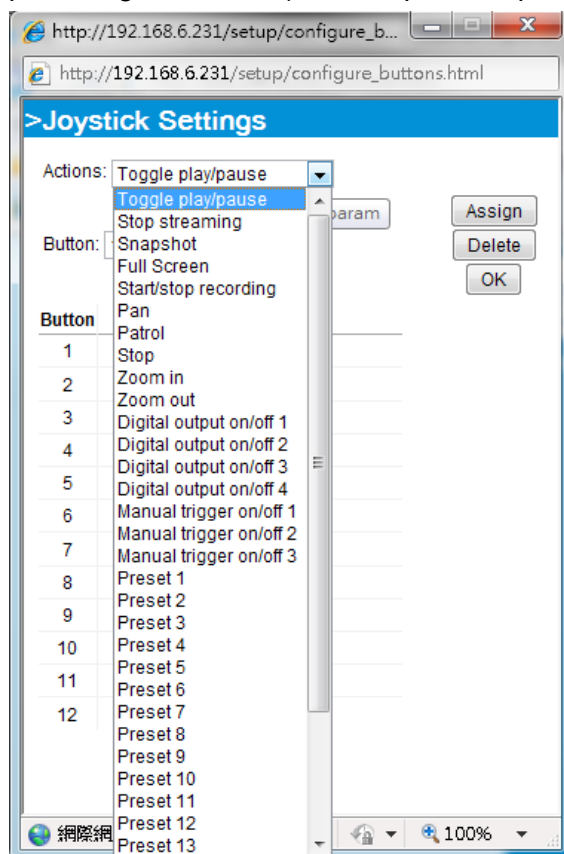 http://192.168.6.231/setup/configure_b...
http://192.168.6.231/setup/configure_buttons.html
>Joystick Settings
Actions: Toggle play/pause
Toggle play/pause
param
Assign
Stop streaming
Button:
Snapshot
Delete
Full Screen
OK
Start/stop recording
Button
Pan
Patrol
1
Stop
2
Zoom in
Zoom out
3
Digital output on/off 1
4
Digital output on/off 2
Digital output on/off 3
5
Digital output on/off 4
6
Manual trigger on/off 1
Manual trigger on/off 2
7
Manual trigger on/off 3
8
Preset 1
Preset 2
9
Preset 3
10
Preset 4
Preset 5
11
Preset 6
12
Preset 7
Preset 8
Preset 9
Preset 10
Preset 11
網際網
Preset 12
100%
Preset 13